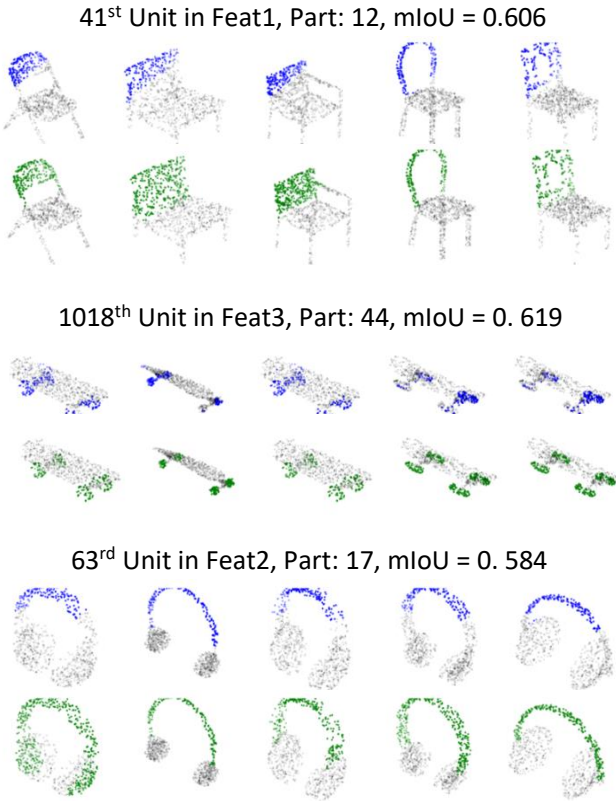 41st Unit in Feat1, Part: 12, mIoU = 0.606
1018th Unit in Feat3, Part: 44, mIoU = 0. 619
63rd Unit in Feat2, Part: 17, mIoU = 0. 584